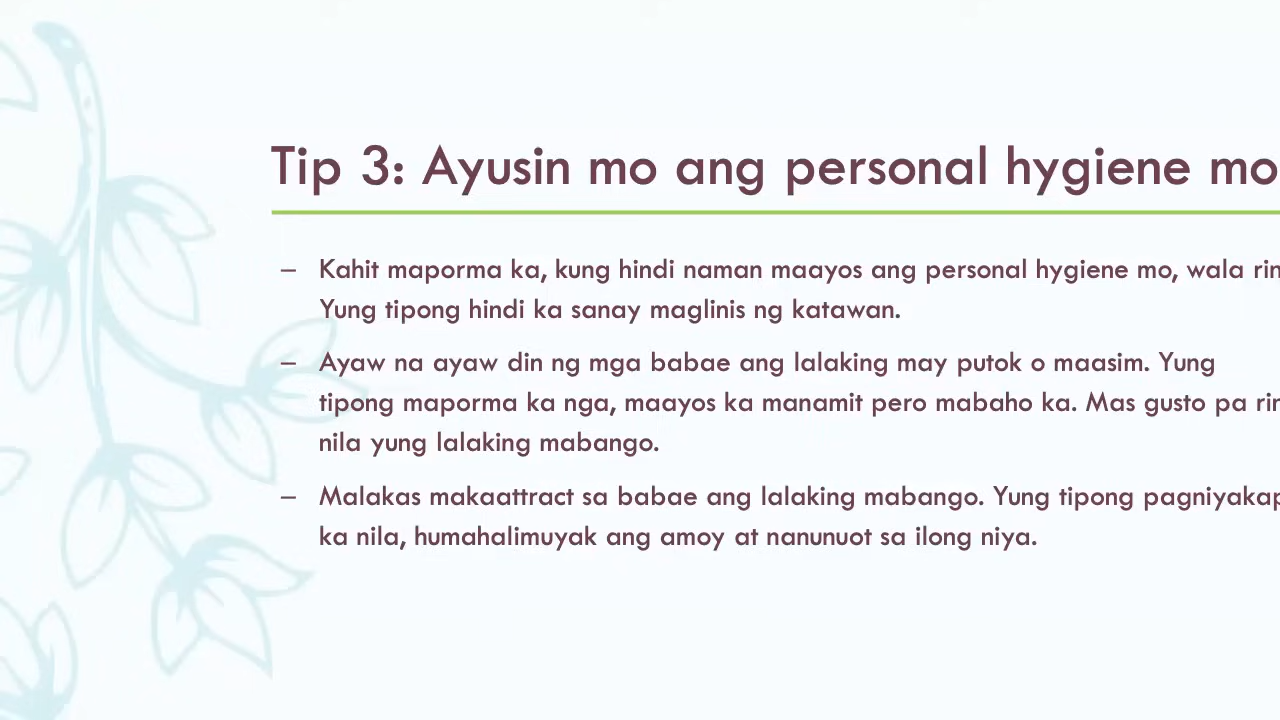 Tip 3: Ayusin mo ang personal hygiene mo
– Kahit maporma ka, kung hindi naman maayos ang personal hygiene mo, wala rin
Yung tipong hindi ka sanay maglinis ng katawan.
– Ayaw na ayaw din ng mga babae ang lalaking may putok o maasim. Yung
tipong maporma ka nga, maayos ka manamit pero mabaho ka. Mas gusto pa rin
nila yung lalaking mabango.
– Malakas makaattract sa babae ang lalaking mabango. Yung tipong pagniyakap
ka nila, humahalimuyak ang amoy at nanunuot sa ilong niya.